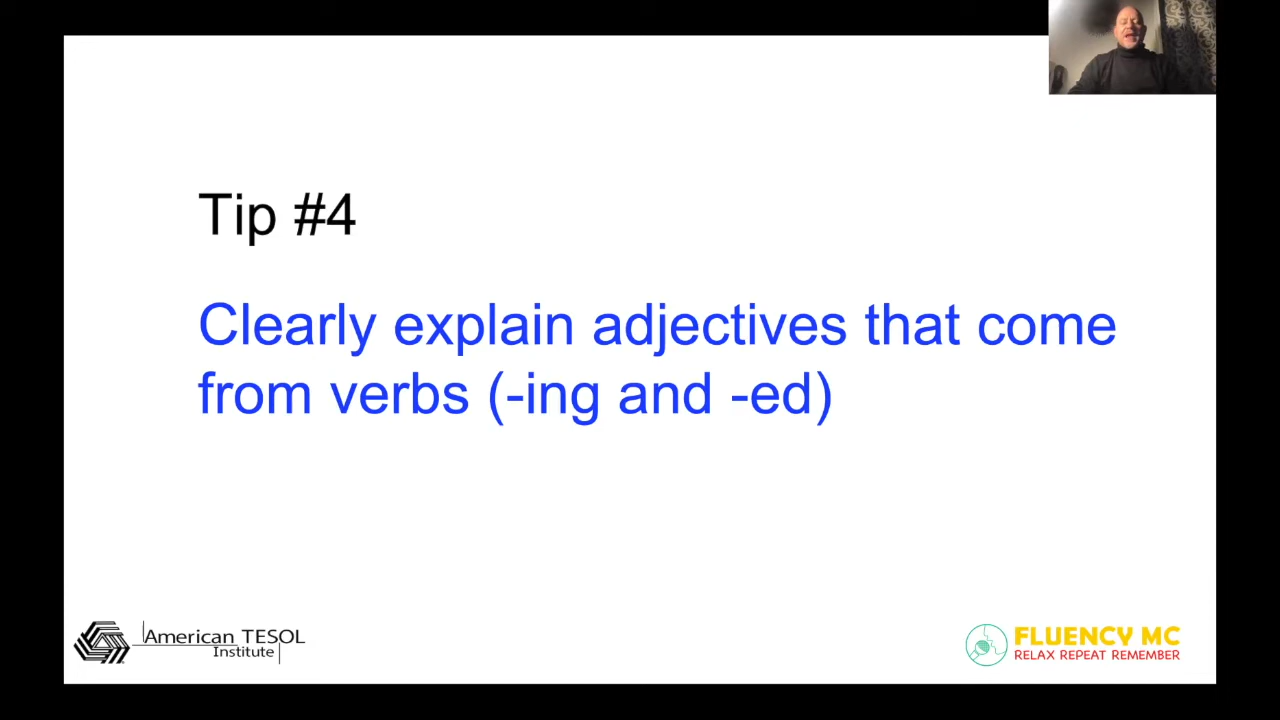 Tip #4
Clearly explain adjectives that come
from verbs (-ing and -ed)
American TESOL
Institute
FLUENCY MC
RELAX REPEAT REMEMBER